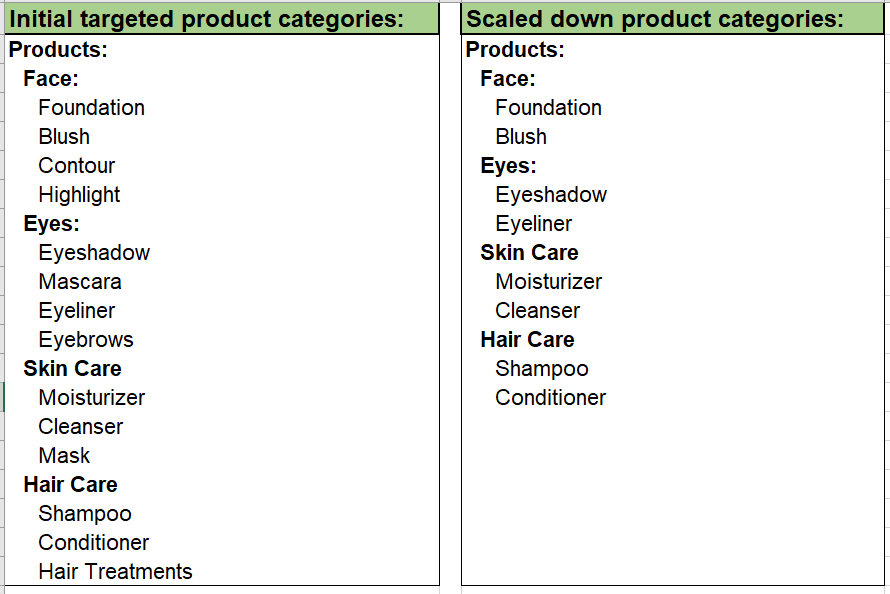 Initial targeted product categories:
Products:
Face:
Foundation
Blush
Contour
Highlight
Eyes:
Eyeshadow
Mascara
Eyeliner
Eyebrows
Skin Care
Moisturizer
Cleanser
Mask
Hair Care
Shampoo
Conditioner
Hair Treatments
Scaled down product categories:
Products:
Face:
Foundation
Blush
Eyes:
Eyeshadow
Eyeliner
Skin Care
Moisturizer
Cleanser
Hair Care
Shampoo
Conditioner